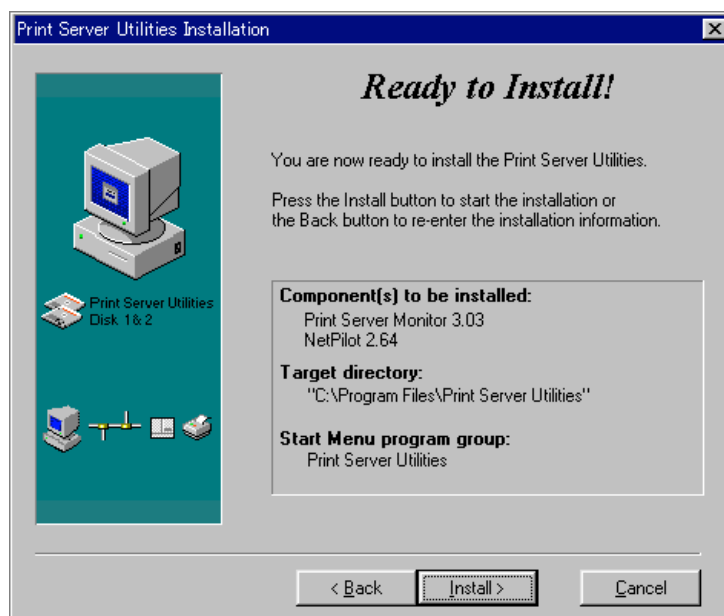 Print Server Utilities Installation
Ready to Install!
You are now ready to install the Print Server Utilities.
Press the Install button to start the installation or
the Back button to re-enter the installation information.
Print Server Utilities
Disk 1& 2
Component(s) to be installed:
Print Server Monitor 3.03
NetPilot 2.64
Target directory:
"C:\Program Files\Print Server Utilities"
Start Menu program group:
Print Server Utilities
< Back
Install >
Cancel